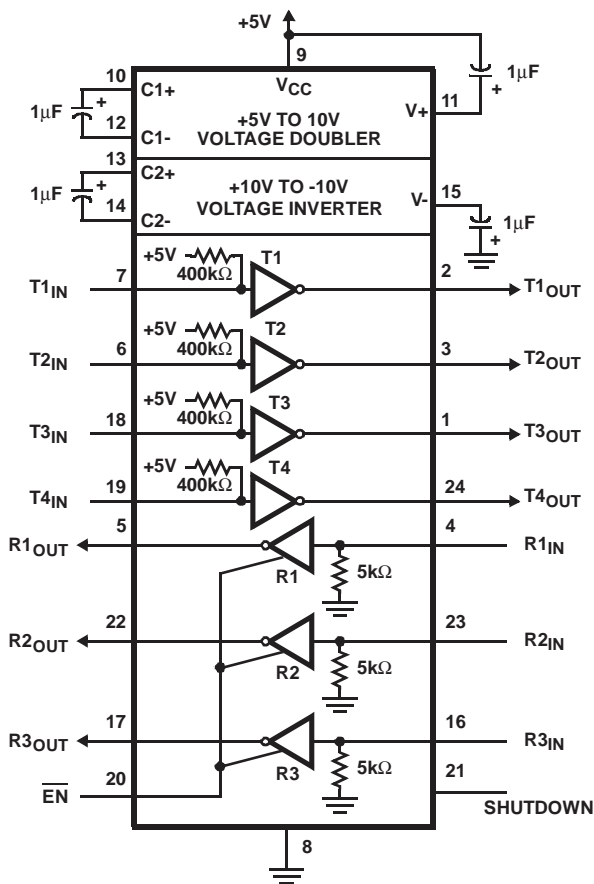 +5V
9
VCC
10
C1+
1µF
+
12
C1-
+5V TO 10V
VOLTAGE DOUBLER
V+
11
1µF
+
13
C2+
1µF
+
14
C2-
+10V TO -10V
VOLTAGE INVERTER
V-
15
1µF
+
T1IN
7
+5V
400kΩ
T1
2
T1OUT
T2IN
6
+5V
400kΩ
T2
3
T2OUT
T3IN
18
+5V
400kΩ
T3
1
T3OUT
T4IN
19
+5V
400kΩ
T4
24
T4OUT
R1OUT
5
R1
5kΩ
4
R1IN
R2OUT
22
R2
5kΩ
23
R2IN
R3OUT
17
R3
5kΩ
16
R3IN
EN
20
21
SHUTDOWN
8